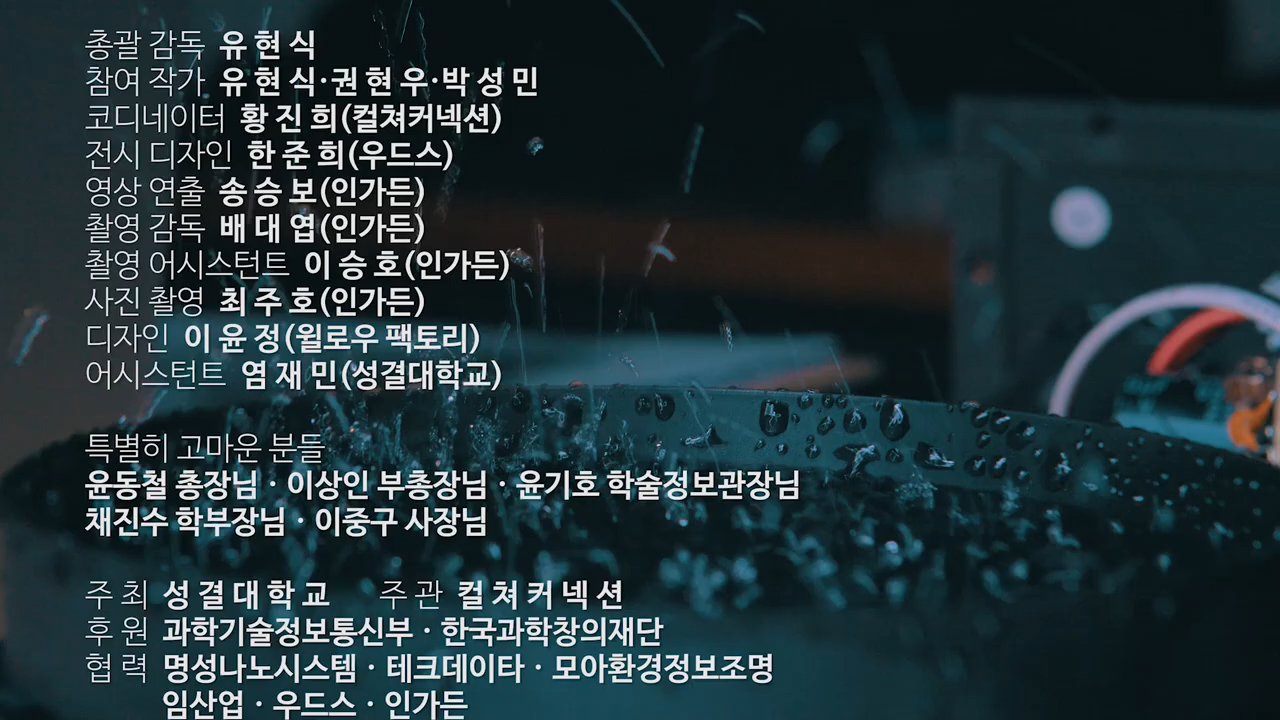 총괄 감독 유현식
참여 작가 유현식·권현우·박성민
코디네이터 황진희(컬쳐커넥션)
전시 디자인 한준희(우드스)
영상 연출 송승보(인가든)
촬영 감독 배대엽(인가든)
촬영 어시스턴트 이승호(인가든)
사진 촬영 최주호(인가든)
디자인 이윤정(윌로우 팩토리)
어시스턴트 염재민(성결대학교)
특별히 고마운 분들
윤동철 총장님 · 이상인 부총장님 · 윤기호 학술정보관장님
채진수 학부장님 · 이중구 사장님
주최 성결대학교 주관 컬쳐커넥션
후원 과학기술정보통신부 · 한국과학창의재단
협력 명성나노시스템 · 테크데이타 · 모아환경정보조명
임산업 · 우드스 · 인가든